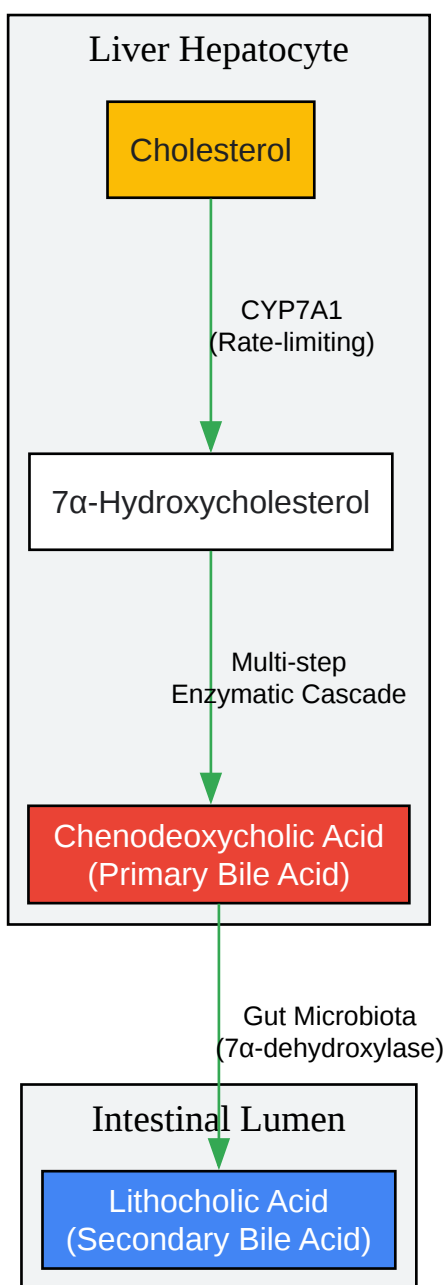 Liver Hepatocyte
Cholesterol
CYP7A1
(Rate-limiting)
7α-Hydroxycholesterol
Multi-step
Enzymatic Cascade
Chenodeoxycholic Acid
(Primary Bile Acid)
Gut Microbiota
(7α-dehydroxylase)
Intestinal Lumen
Lithocholic Acid
(Secondary Bile Acid)